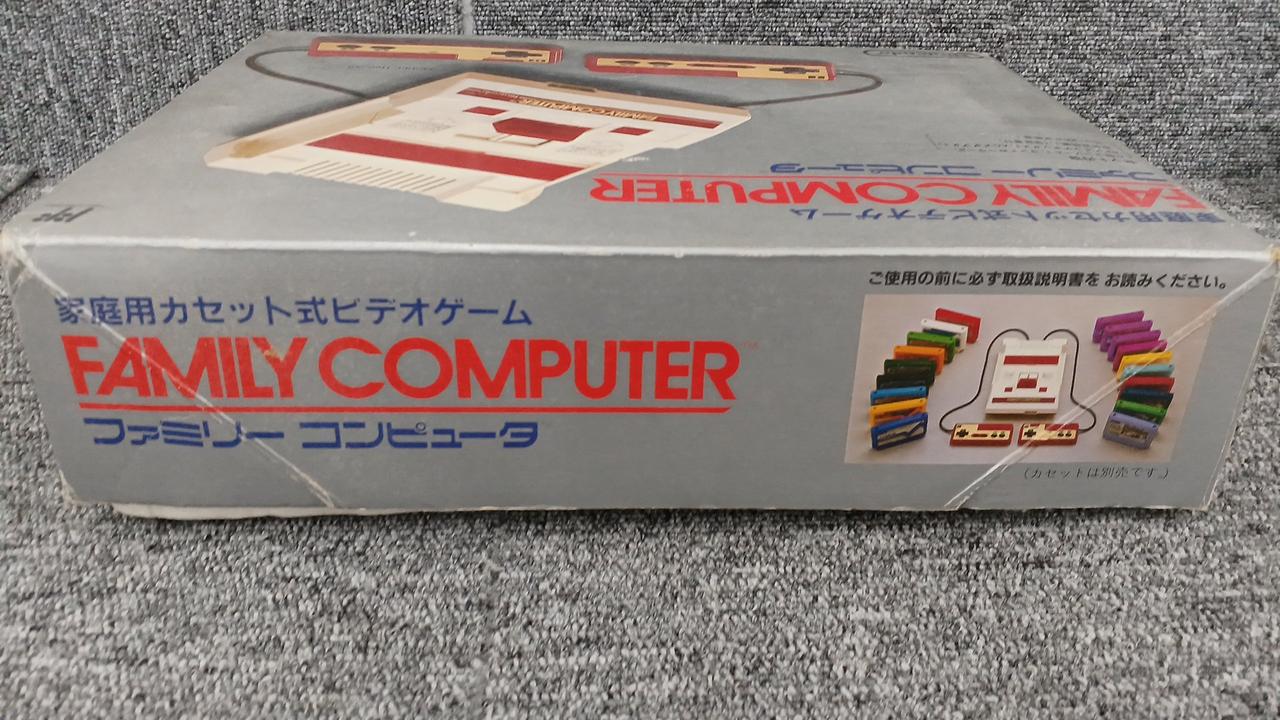 FAMILY COMPUTER
ファミリー コンピュータ
FAMILY COMPUTER
家庭用カセット式ビデオゲーム
家庭用カセット式ビデオゲーム
FAMILY COMPUTER™
ファミリー コンピュータ
ご使用の前に必ず取扱説明書を お読みください。
(カセットは別売です。)